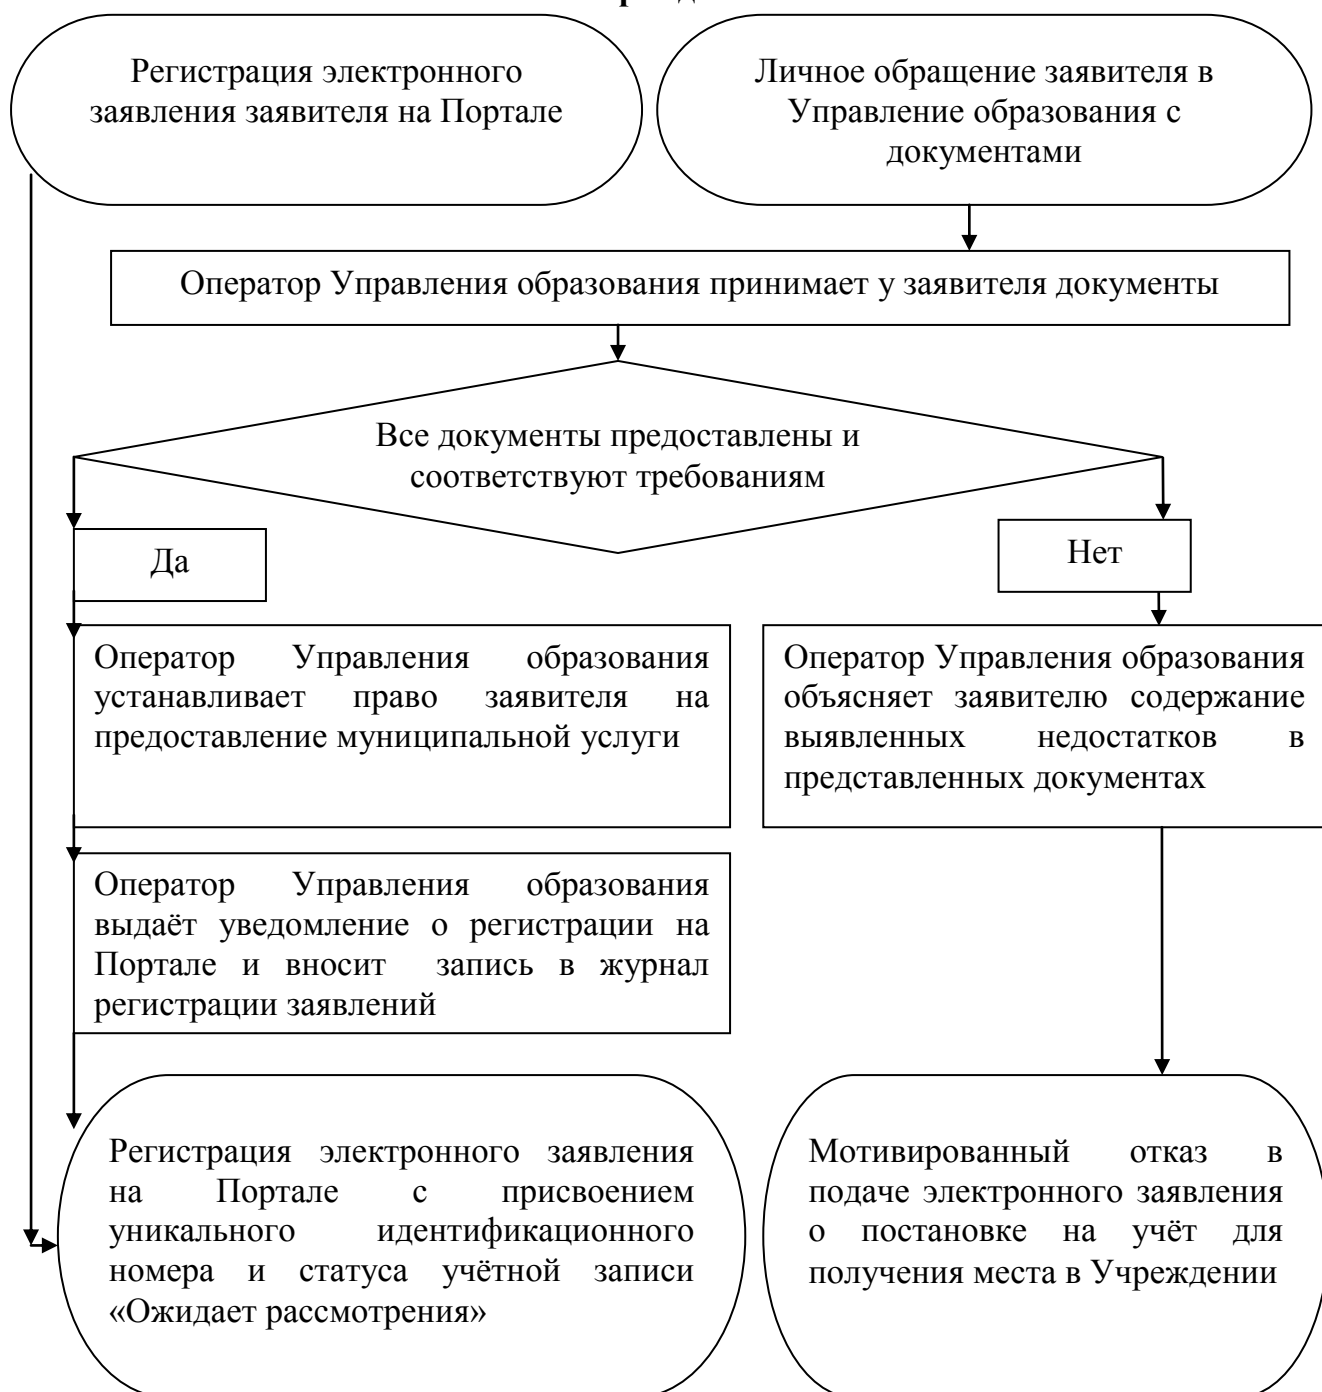 Регистрация электронного
заявления заявителя на Портале
Личное обращение заявителя в
Управление образования с
документами
Оператор Управления образования принимает у заявителя документы
Все документы предоставлены и
соответствуют требованиям
Да
Нет
Оператор Управления образования
устанавливает право заявителя на
предоставление муниципальной услуги
Оператор Управления образования
объясняет заявителю содержание
выявленных недостатков в
представленных документах
Оператор Управления образования
выдаёт уведомление о регистрации на
Портале и вносит запись в журнал
регистрации заявлений
Регистрация электронного заявления
на Портале с присвоением
уникального идентификационного
номера и статуса учётной записи
«Ожидает рассмотрения»
Мотивированный отказ в
подаче электронного заявления
о постановке на учёт для
получения места в Учреждении